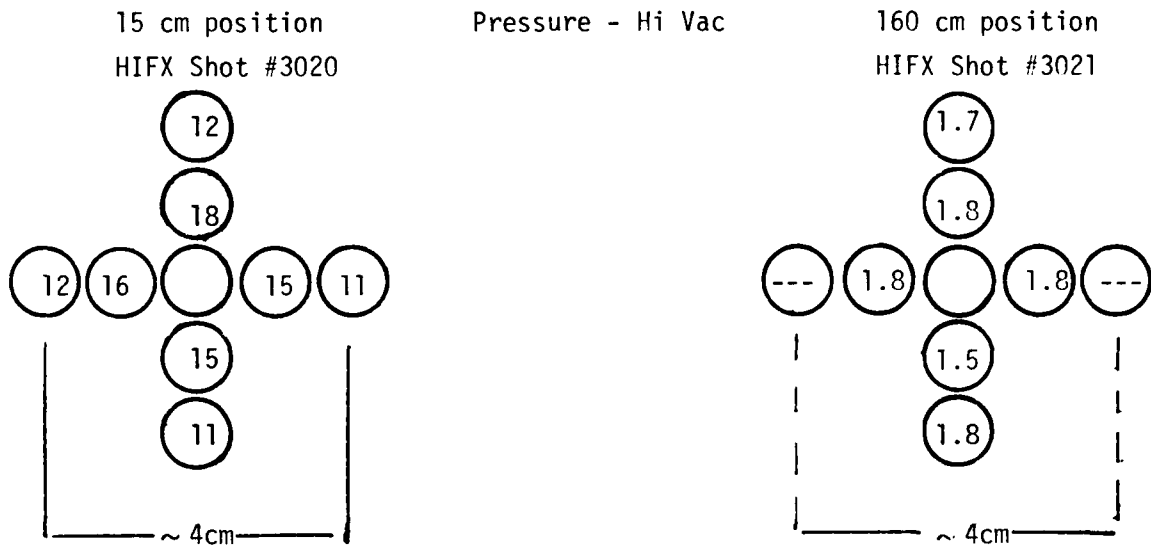 15 cm position Pressure - Hi Vac 160 cm position
HIFX Shot #3020 HIFX Shot #3021
12 1.7
18 1.8
12 16 15 11 --- 1.8 1.8 ---
15 1.5
11 1.8
~ 4cm ~ 4cm